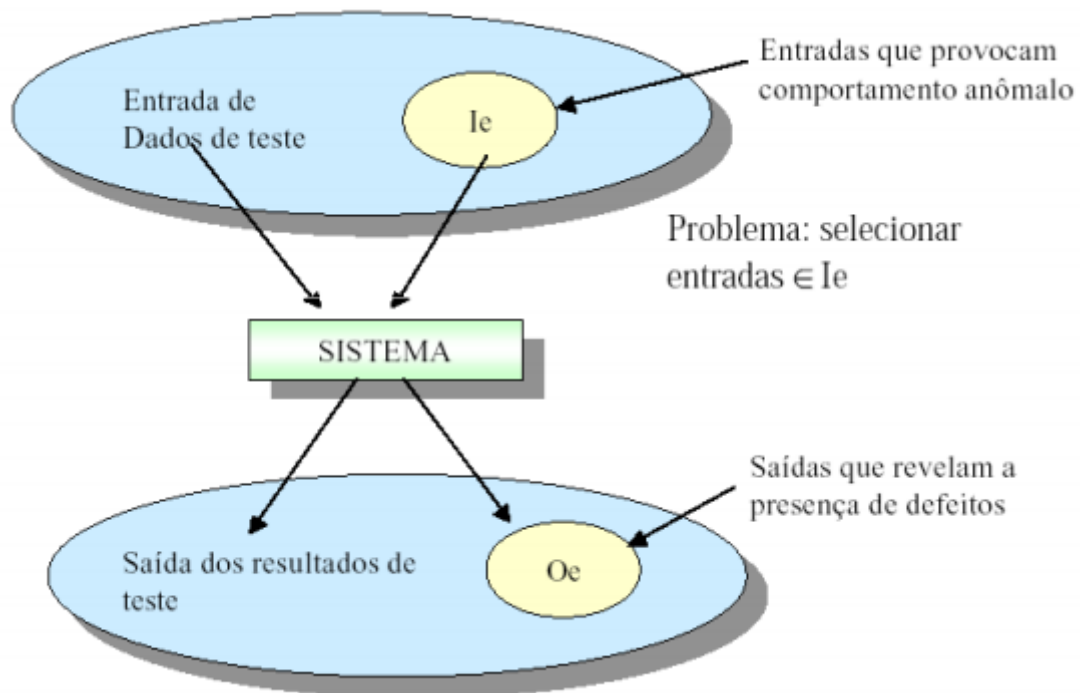 Entradas que provocam
comportamento anômalo
Entrada de
Dados de teste
Ie
Problema: selecionar
entradas ∈ Ie
SISTEMA
Saídas que revelam a
presença de defeitos
Saída dos resultados de
teste
Oe